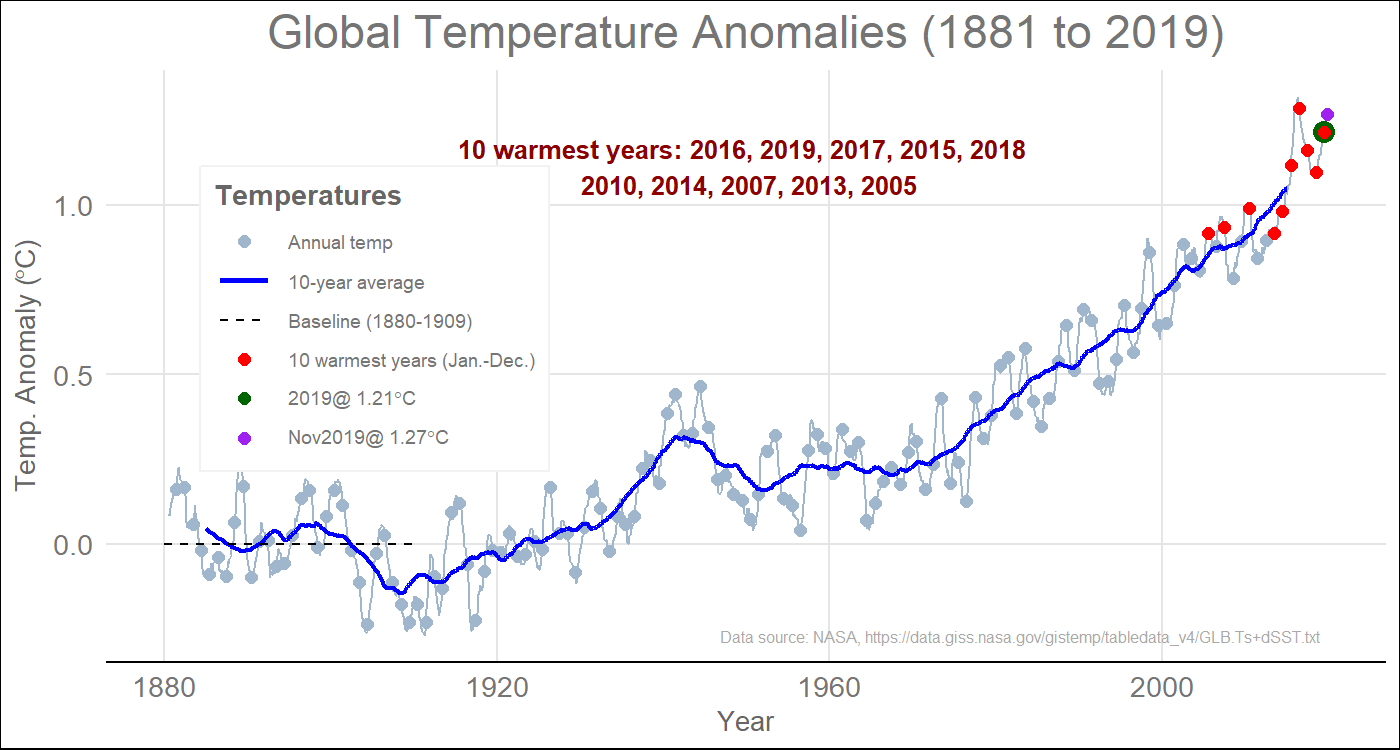 Global Temperature Anomalies (1881 to 2019)
10 warmest years: 2016, 2019, 2017, 2015, 2018
2010, 2014, 2007, 2013, 2005
Temperatures
Annual temp
10-year average
Baseline (1880-1909)
10 warmest years (Jan.-Dec.)
2019@ 1.21°C
Nov2019@ 1.27°C
Temp. Anomaly (°C)
1.0
0.5
0.0
Data source: NASA, https://data.giss.nasa.gov/gistemp/tabledata_v4/GLB.Ts+dSST.txt
1880 1920 1960 2000
Year